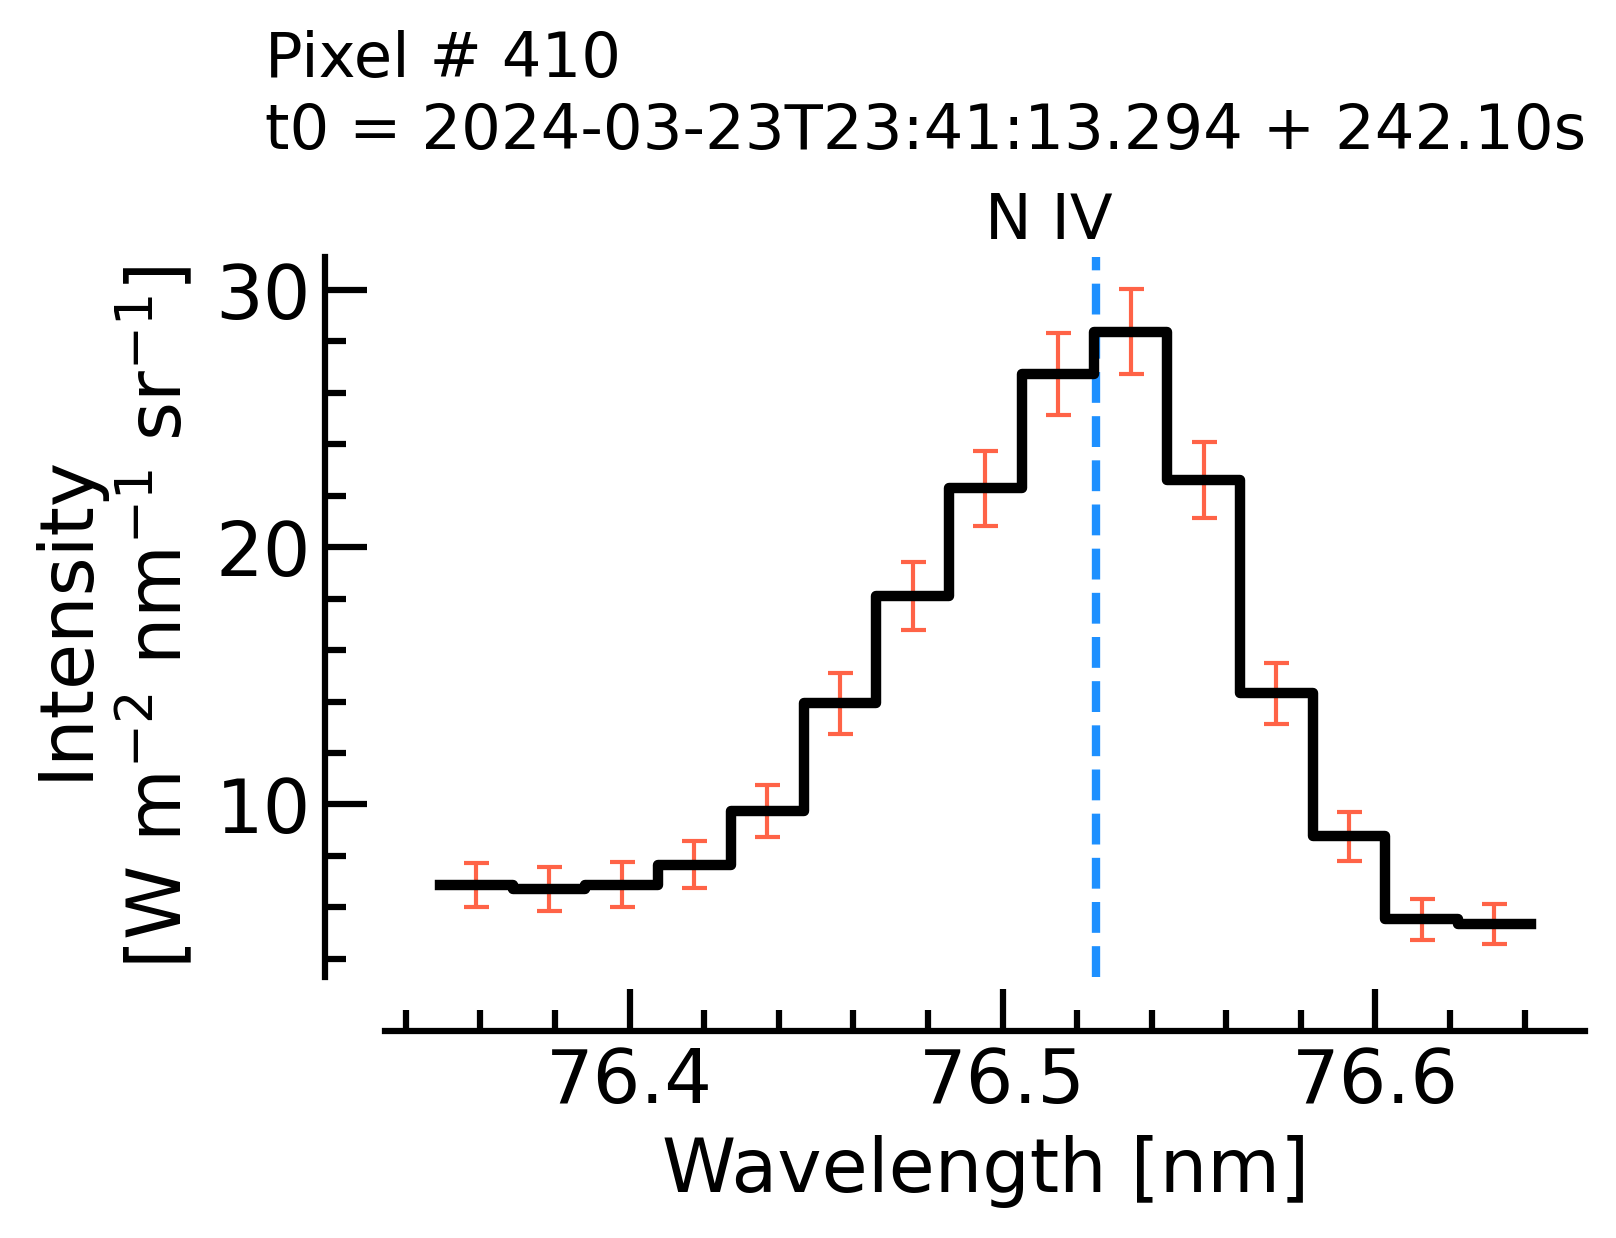 Pixel # 410
t0 = 2024-03-23T23:41:13.294 + 242.10s
N IV
Intensity
[W m⁻² nm⁻¹ sr⁻¹]
30
20
10
76.4 76.5 76.6
Wavelength [nm]